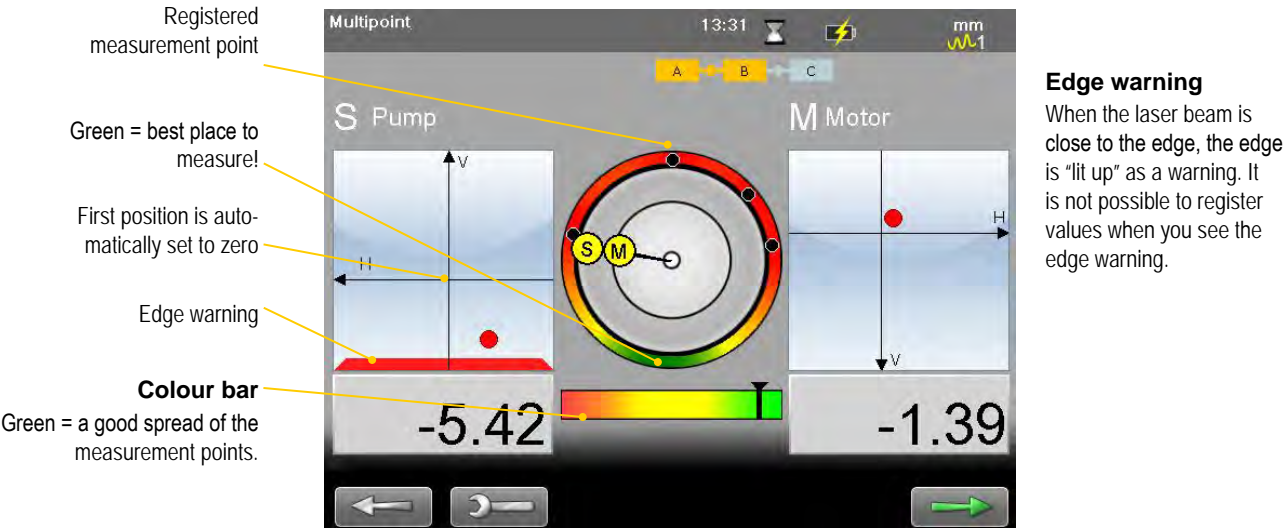 Registered
measurement point
Green = best place to
measure!
First position is auto-
matically set to zero
Edge warning
Colour bar
Green = a good spread of the
measurement points.
Multipoint
13:31
mm
1
A B C
S Pump
M Motor
V
H
S M
H
V
-5.42
-1.39
Edge warning
When the laser beam is
close to the edge, the edge
is “lit up” as a warning. It
is not possible to register
values when you see the
edge warning.